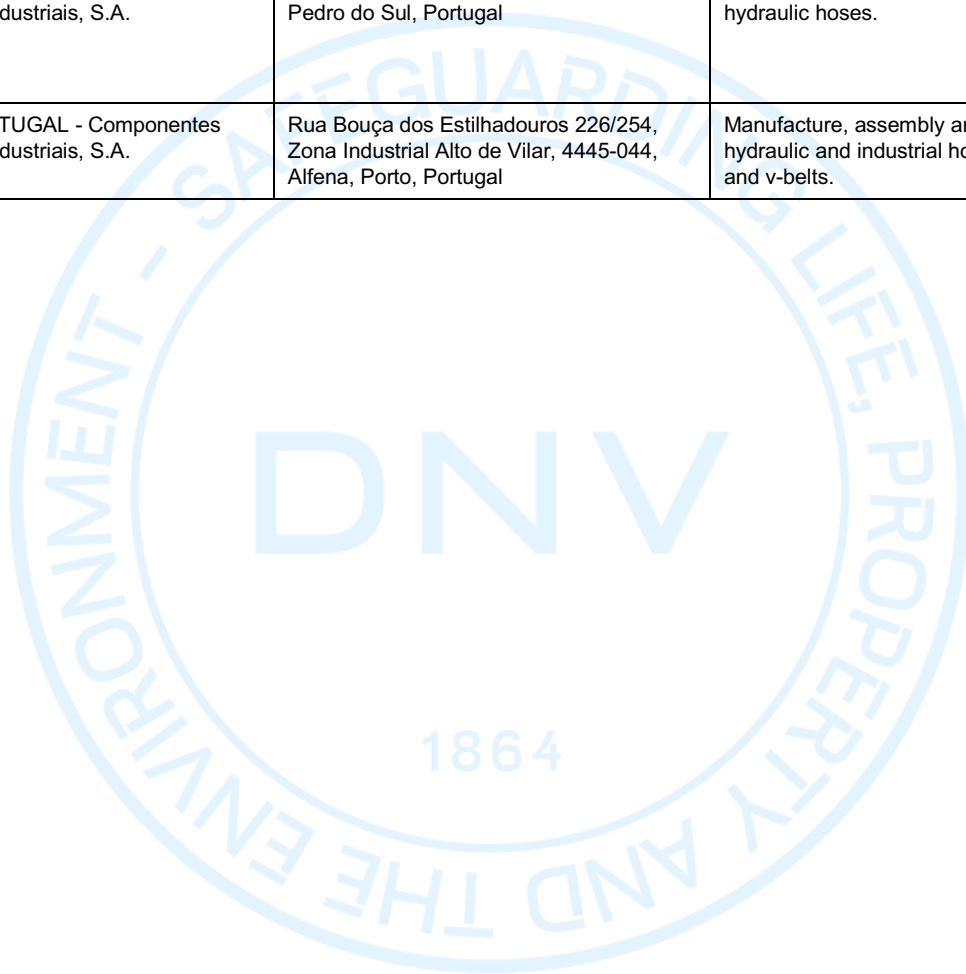 dustriais, S.A.
Pedro do Sul, Portugal
hydraulic hoses.
TUGAL - Componentes
dustriais, S.A.
Rua Bouça dos Estilhadouros 226/254,
Zona Industrial Alto de Vilar, 4445-044,
Alfena, Porto, Portugal
Manufacture, assembly
hydraulic and industrial
and v-belts.
SAFEGUARDING LIFE, PROPERTY AND THE ENVIRONMENT -
DNV
1864